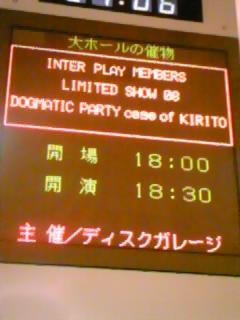 大ホールの催物
INTER PLAY MEMBERS
LIMITED SHOW 08
DOGMATIC PARTY case of KIRITO
開場 18:00
開演 18:30
主催/ディスクガレージ